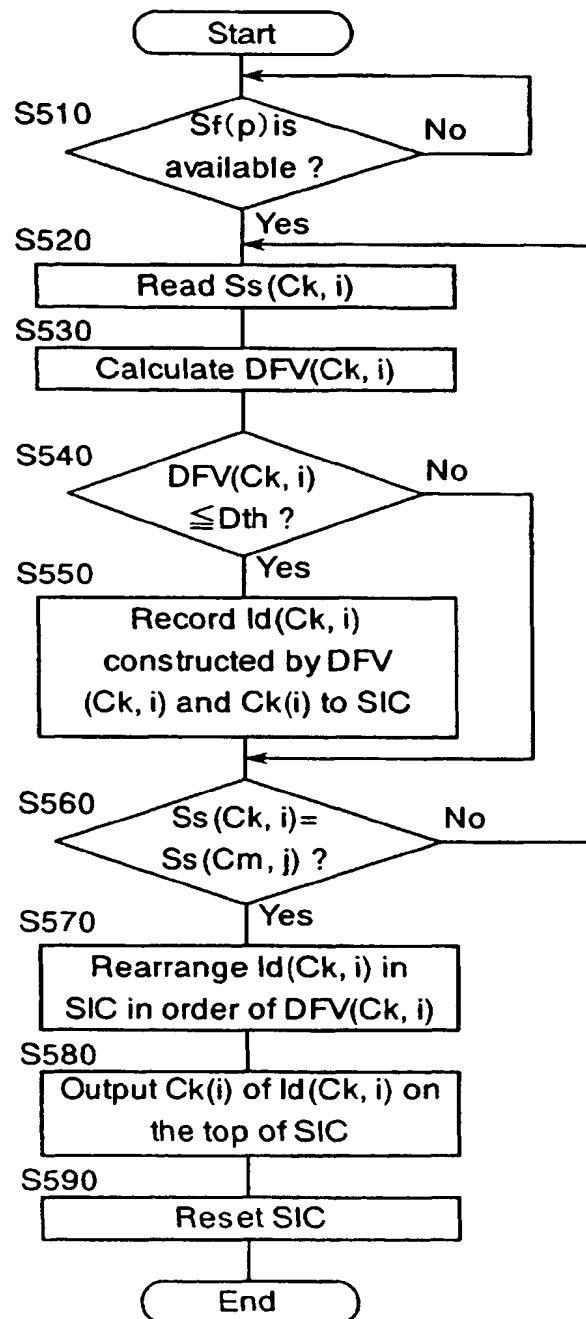 Start
S510
Sf(p) is
available ?
No
Yes
S520
Read Ss(Ck, i)
S530
Calculate DFV(Ck, i)
S540
DFV(Ck, i)
≦Dth ?
No
Yes
S550
Record Id(Ck, i)
constructed by DFV
(Ck, i) and Ck(i) to SIC
S560
Ss(Ck, i)=
Ss(Cm, j) ?
No
Yes
S570
Rearrange Id(Ck, i) in
SIC in order of DFV(Ck, i)
S580
Output Ck(i) of Id(Ck, i) on
the top of SIC
S590
Reset SIC
End